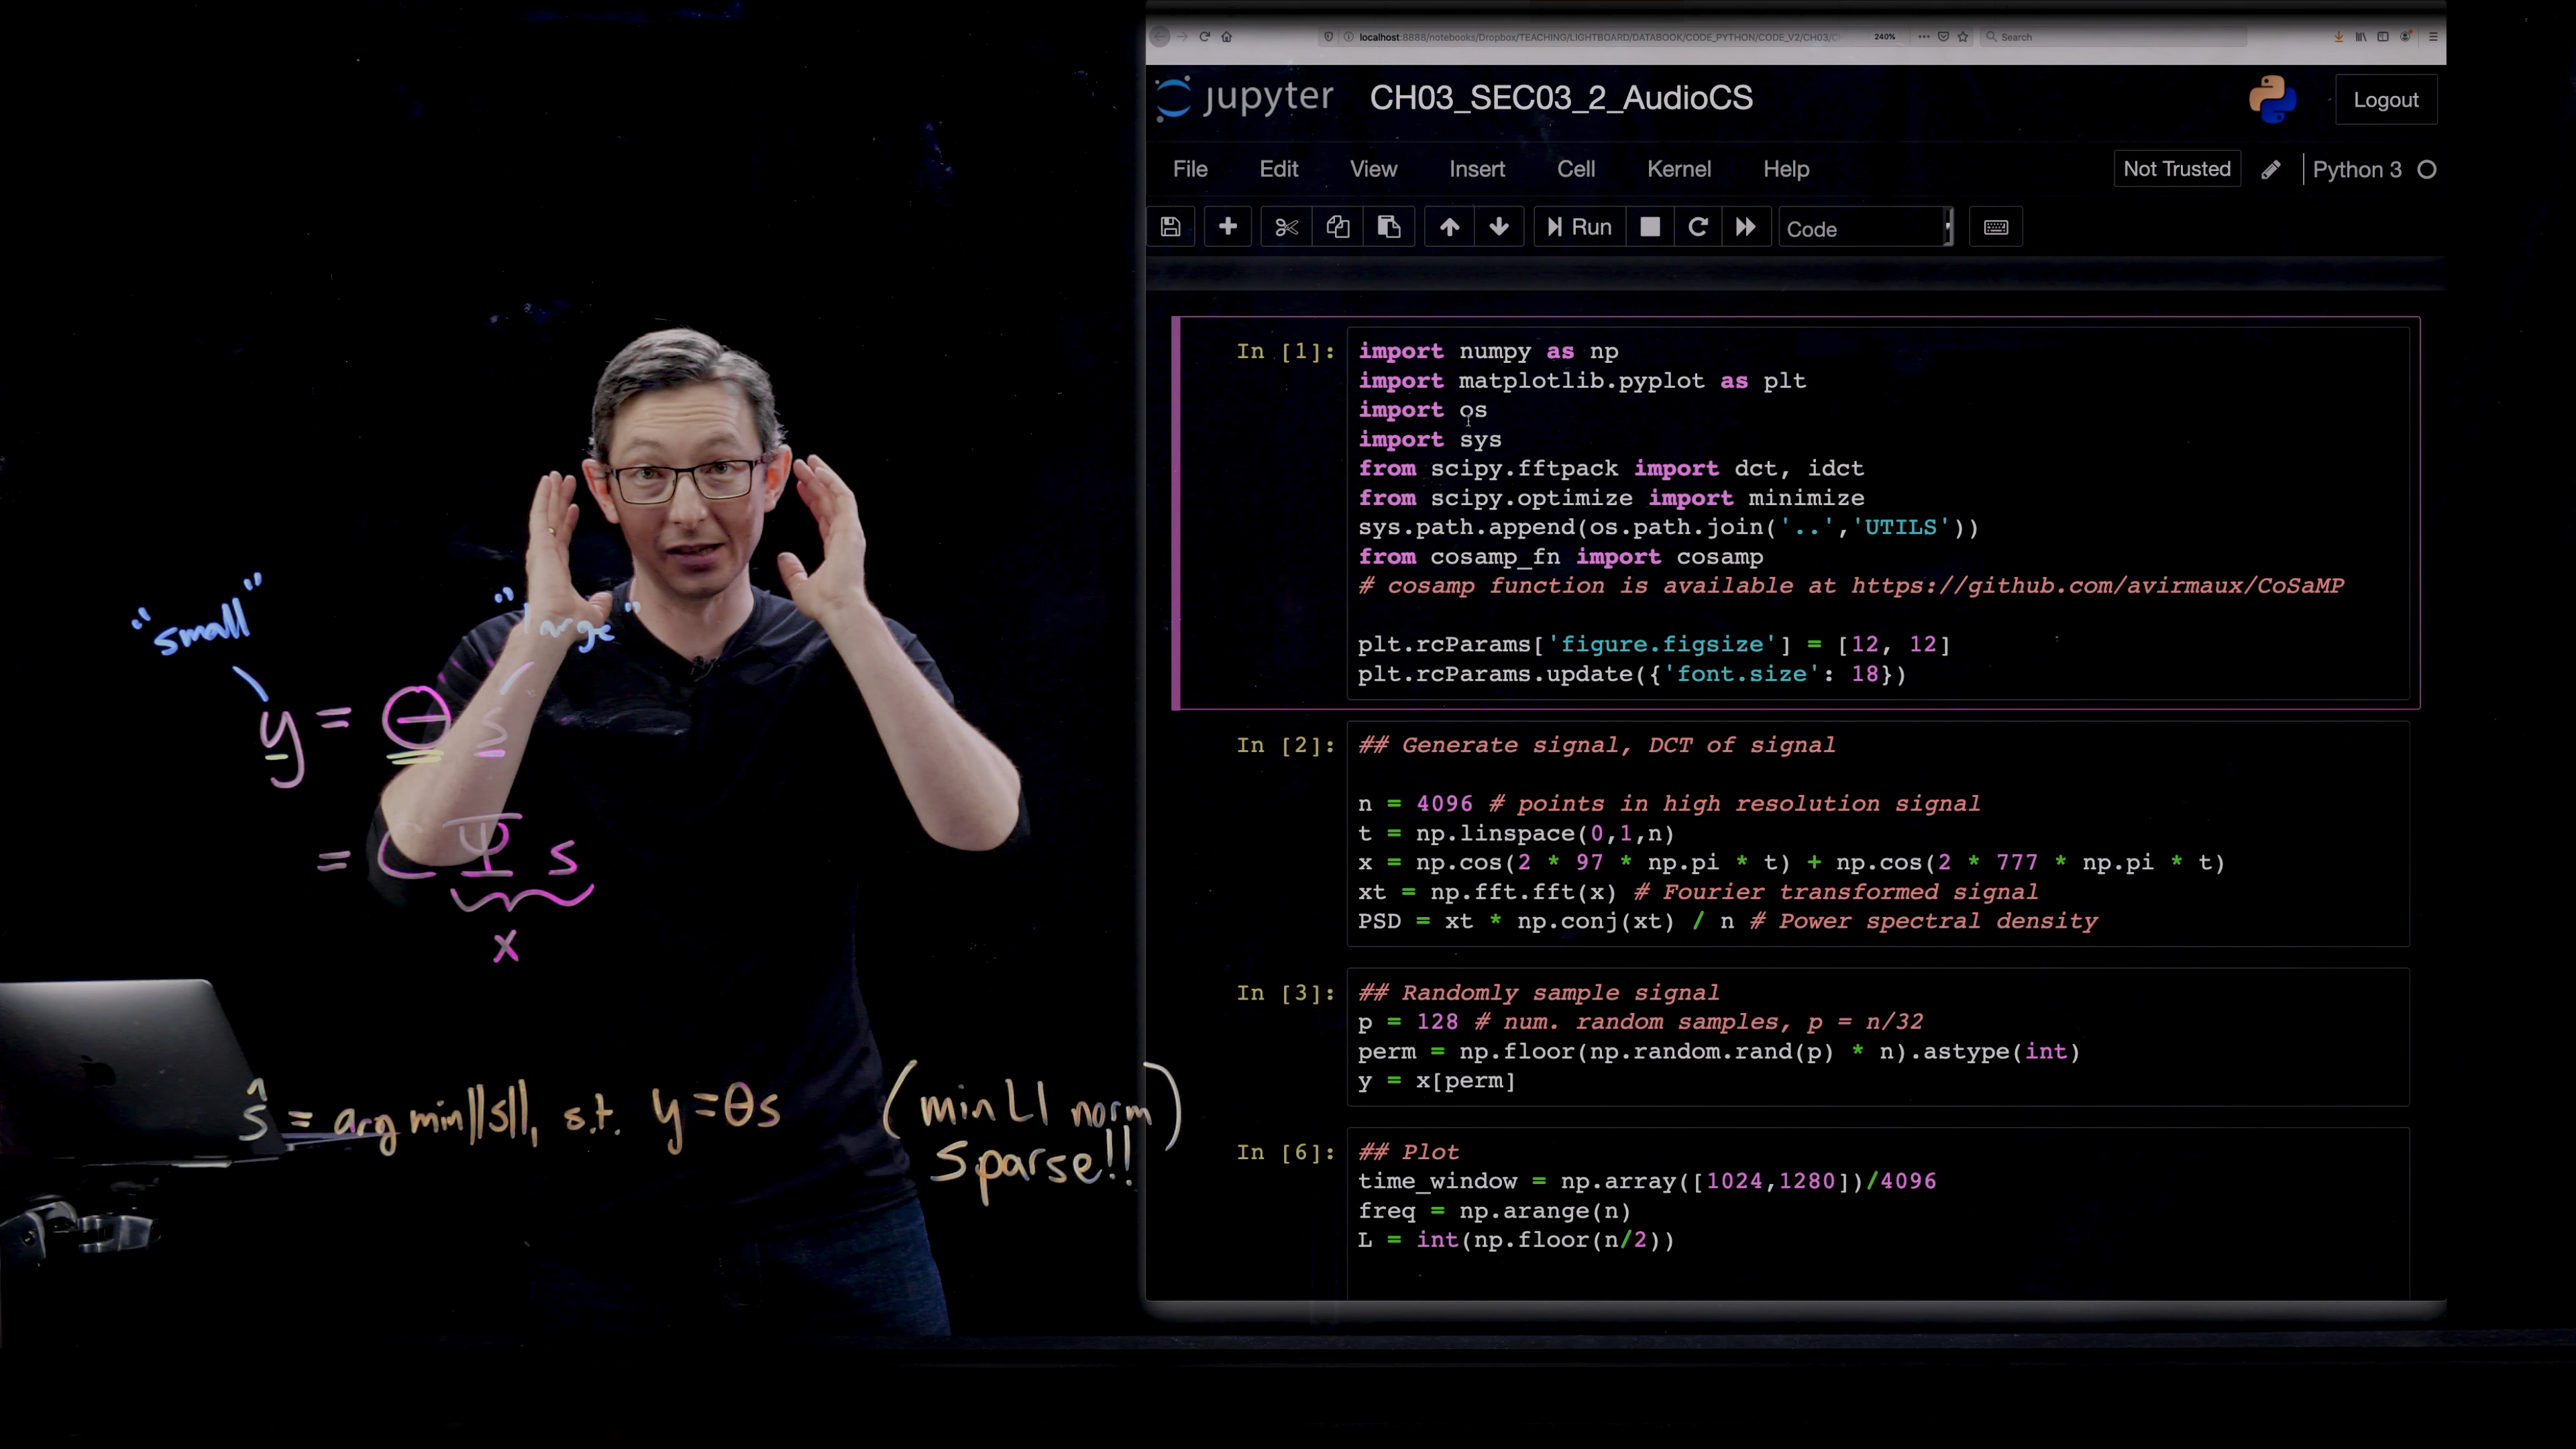 "small"
"large"
y = Θ s
= C Ψ s
x
ŝ = arg min ||s||₁ s.t. y = θs
(min L1 norm)
Sparse!!
localhost:8888/notebooks/Dropbox/TEACHING/LIGHTBOARD/DATABOOK/CODE_PYTHON/CODE_V2/CH03/C
240%
Search
jupyter CH03_SEC03_2_AudioCS
Logout
File Edit View Insert Cell Kernel Help
Not Trusted
Python 3
Run
Code
In [1]:
import numpy as np
import matplotlib.pyplot as plt
import os
import sys
from scipy.fftpack import dct, idct
from scipy.optimize import minimize
sys.path.append(os.path.join('..','UTILS'))
from cosamp_fn import cosamp
# cosamp function is available at https://github.com/avirmaux/CoSaMP
plt.rcParams['figure.figsize'] = [12, 12]
plt.rcParams.update({'font.size': 18})
In [2]:
## Generate signal, DCT of signal
n = 4096 # points in high resolution signal
t = np.linspace(0,1,n)
x = np.cos(2 * 97 * np.pi * t) + np.cos(2 * 777 * np.pi * t)
xt = np.fft.fft(x) # Fourier transformed signal
PSD = xt * np.conj(xt) / n # Power spectral density
In [3]:
## Randomly sample signal
p = 128 # num. random samples, p = n/32
perm = np.floor(np.random.rand(p) * n).astype(int)
y = x[perm]
In [6]:
## Plot
time_window = np.array([1024,1280])/4096
freq = np.arange(n)
L = int(np.floor(n/2))